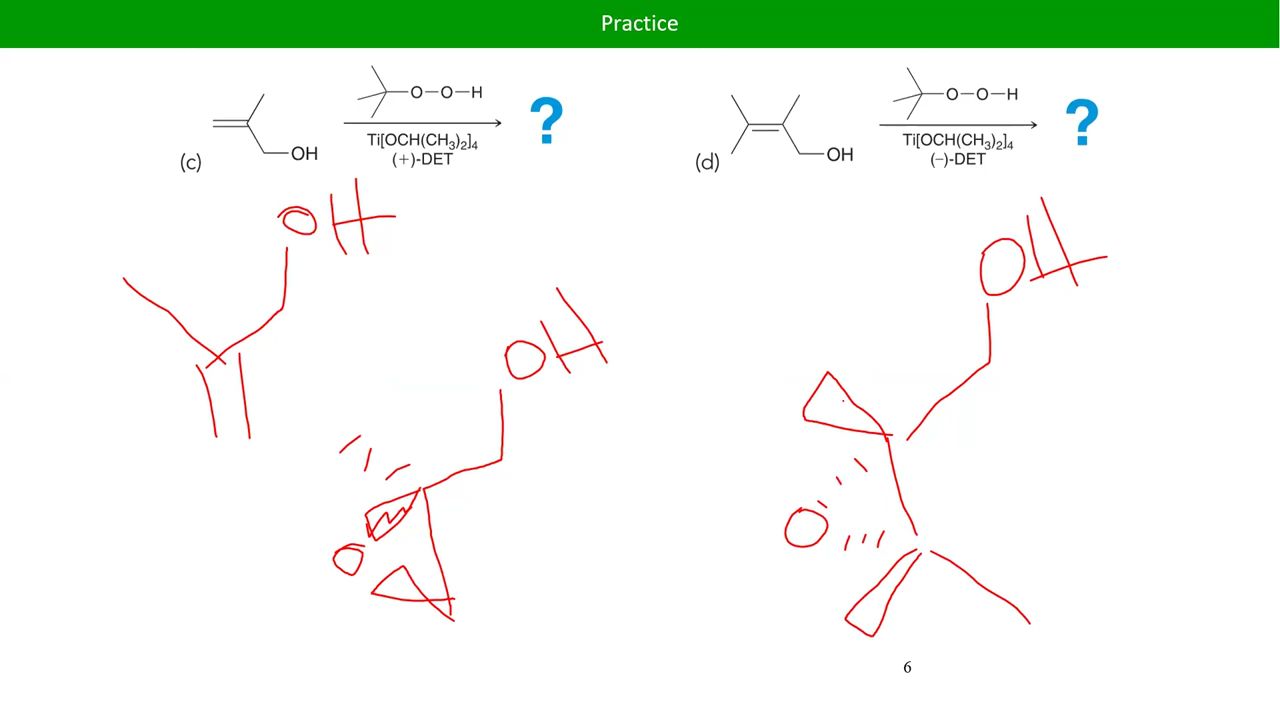 Practice
O-O-H
?
OH
Ti[OCH(CH₃)₂]₄
(+)-DET
(c)
O-O-H
?
OH
Ti[OCH(CH₃)₂]₄
(−)-DET
(d)
OH
OH
O
OH
O
6